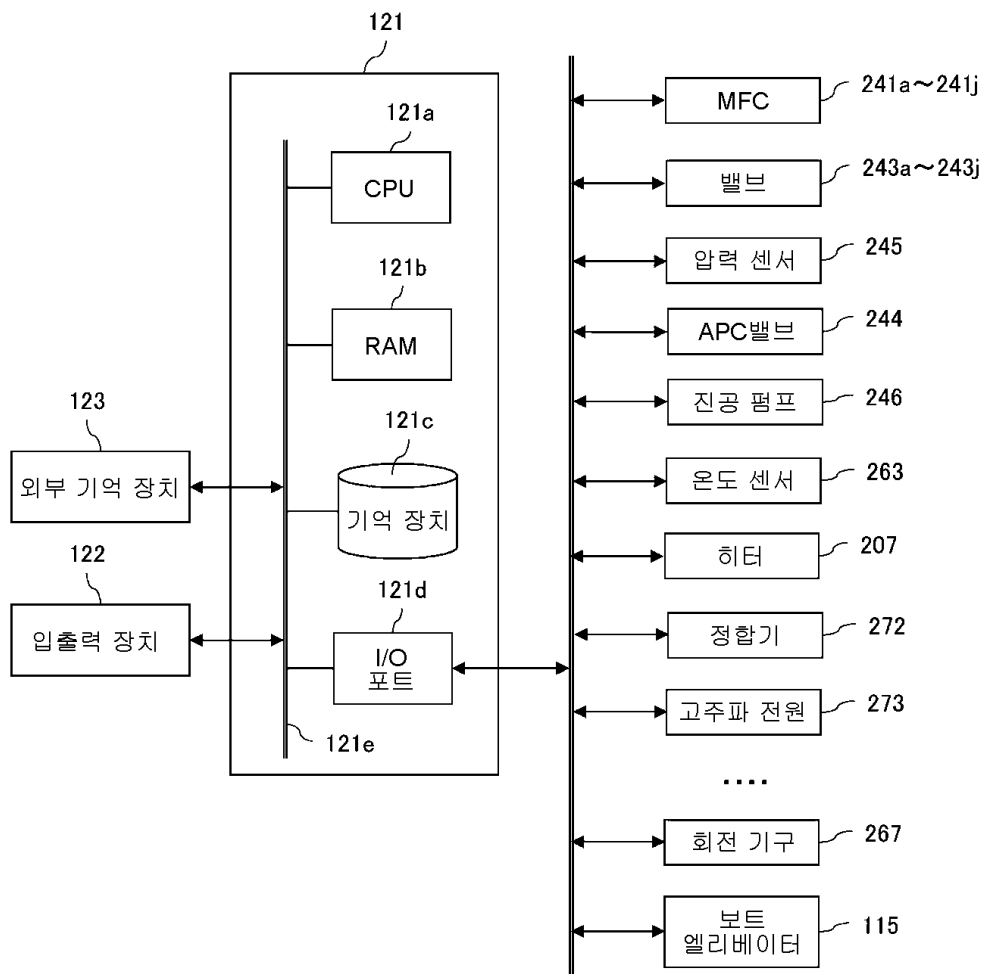 121
121a
CPU
121b
RAM
121c
기억 장치
121d
I/O
포트
121e
123
외부 기억 장치
122
입출력 장치
MFC
241a～241j
밸브
243a～243j
압력 센서
245
APC밸브
244
진공 펌프
246
온도 센서
263
히터
207
정합기
272
고주파 전원
273
....
회전 기구
267
보트
엘리베이터
115